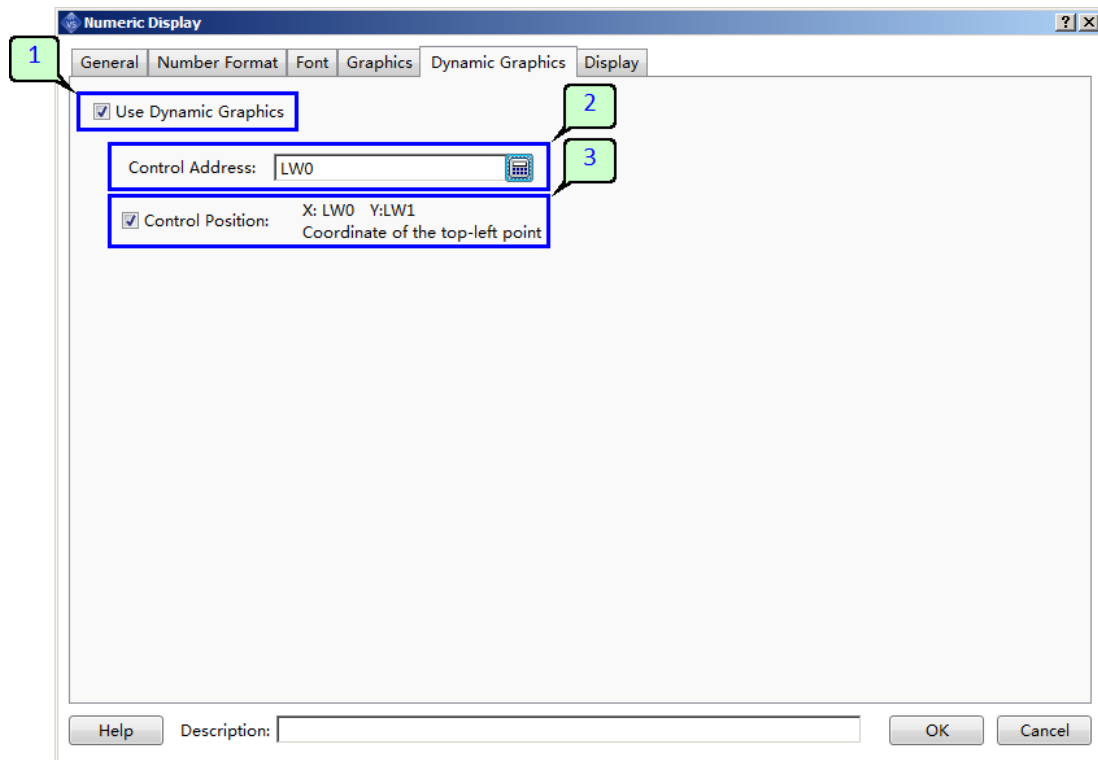 VS Numeric Display ? X
1
General Number Format Font Graphics Dynamic Graphics Display
Use Dynamic Graphics
2
Control Address: LW0
3
Control Position: X: LW0 Y:LW1
Coordinate of the top-left point
Help Description: OK Cancel